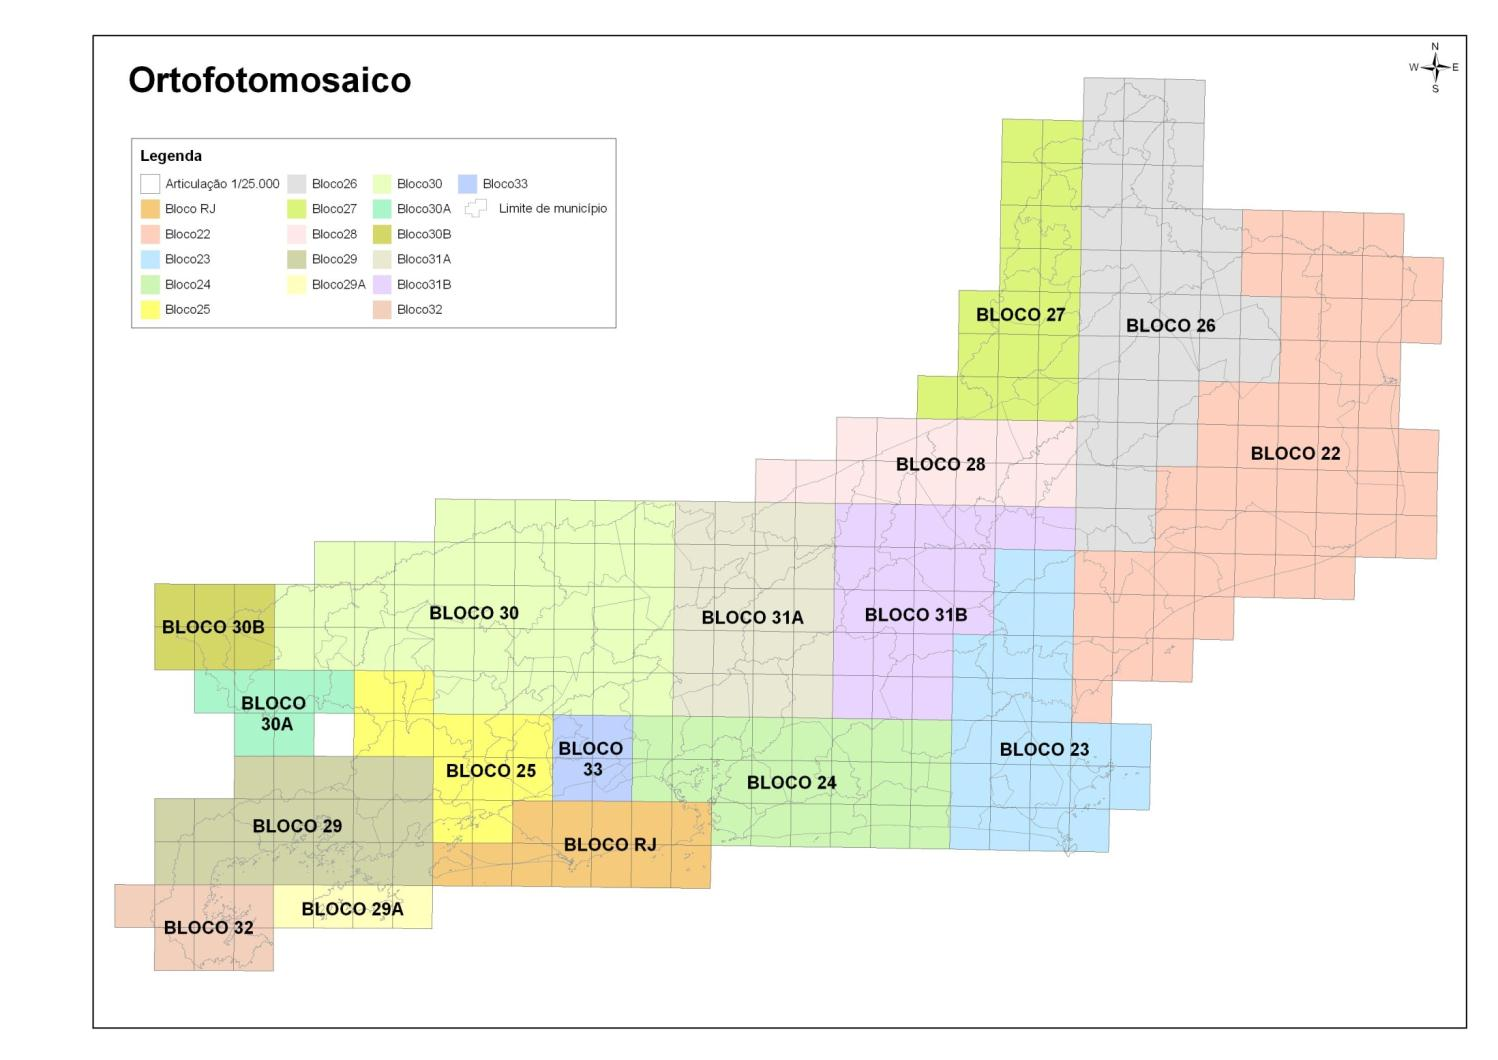 Ortofotomosaico
N
W E
S
Legenda
Articulação 1/25.000
Bloco RJ
Bloco22
Bloco23
Bloco24
Bloco25
Bloco26
Bloco27
Bloco28
Bloco29
Bloco29A
Bloco30
Bloco30A
Bloco30B
Bloco31A
Bloco31B
Bloco32
Bloco33
Limite de município
BLOCO 27
BLOCO 26
BLOCO 22
BLOCO 28
BLOCO 30
BLOCO 31A
BLOCO 31B
BLOCO 30B
BLOCO
30A
BLOCO 25
BLOCO
33
BLOCO 24
BLOCO 23
BLOCO 29
BLOCO RJ
BLOCO 29A
BLOCO 32